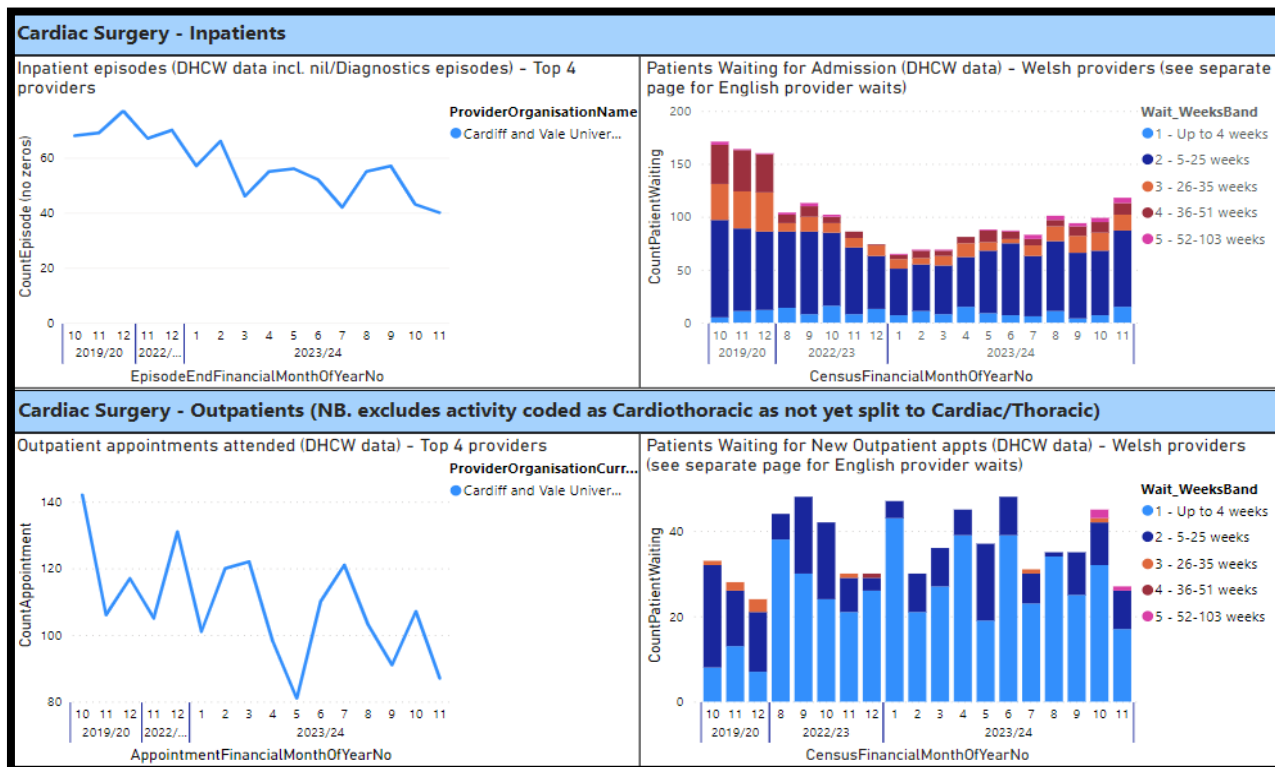 Cardiac Surgery - Inpatients
Inpatient episodes (DHCW data incl. nil/Diagnostics episodes) - Top 4
providers
ProviderOrganisationName
Cardiff and Vale Univer...
CountEpisode (no zeros)
60
40
20
0
10 11 12 11 12 1 2 3 4 5 6 7 8 9 10 11
2019/20 2022/... 2023/24
EpisodeEndFinancialMonthOfYearNo
Patients Waiting for Admission (DHCW data) - Welsh providers (see separate
page for English provider waits)
Wait_WeeksBand
1 - Up to 4 weeks
2 - 5-25 weeks
3 - 26-35 weeks
4 - 36-51 weeks
5 - 52-103 weeks
CountPatientWaiting
200
150
100
50
0
10 11 12 8 9 10 11 12 1 2 3 4 5 6 7 8 9 10 11
2019/20 2022/23 2023/24
CensusFinancialMonthOfYearNo
Cardiac Surgery - Outpatients (NB. excludes activity coded as Cardiothoracic as not yet split to Cardiac/Thoracic)
Outpatient appointments attended (DHCW data) - Top 4 providers
ProviderOrganisationCurr...
Cardiff and Vale Univer...
CountAppointment
140
120
100
80
10 11 12 11 12 1 2 3 4 5 6 7 8 9 10 11
2019/20 2022/... 2023/24
AppointmentFinancialMonthOfYearNo
Patients Waiting for New Outpatient appts (DHCW data) - Welsh providers
(see separate page for English provider waits)
Wait_WeeksBand
1 - Up to 4 weeks
2 - 5-25 weeks
3 - 26-35 weeks
4 - 36-51 weeks
5 - 52-103 weeks
CountPatientWaiting
40
20
0
10 11 12 8 9 10 11 12 1 2 3 4 5 6 7 8 9 10 11
2019/20 2022/23 2023/24
CensusFinancialMonthOfYearNo